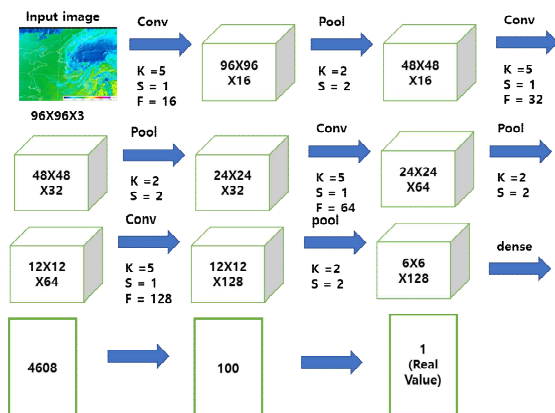 Input image
Conv
K =5
S = 1
F = 16
96X96
X16
Pool
K =2
S = 2
48X48
X16
Conv
K =5
S = 1
F = 32
96X96X3
48X48
X32
Pool
K =2
S = 2
24X24
X32
Conv
K =5
S = 1
F = 64
24X24
X64
Pool
K =2
S = 2
12X12
X64
Conv
K =5
S = 1
F = 128
12X12
X128
pool
K =2
S = 2
6X6
X128
dense
4608
100
1
(Real
Value)